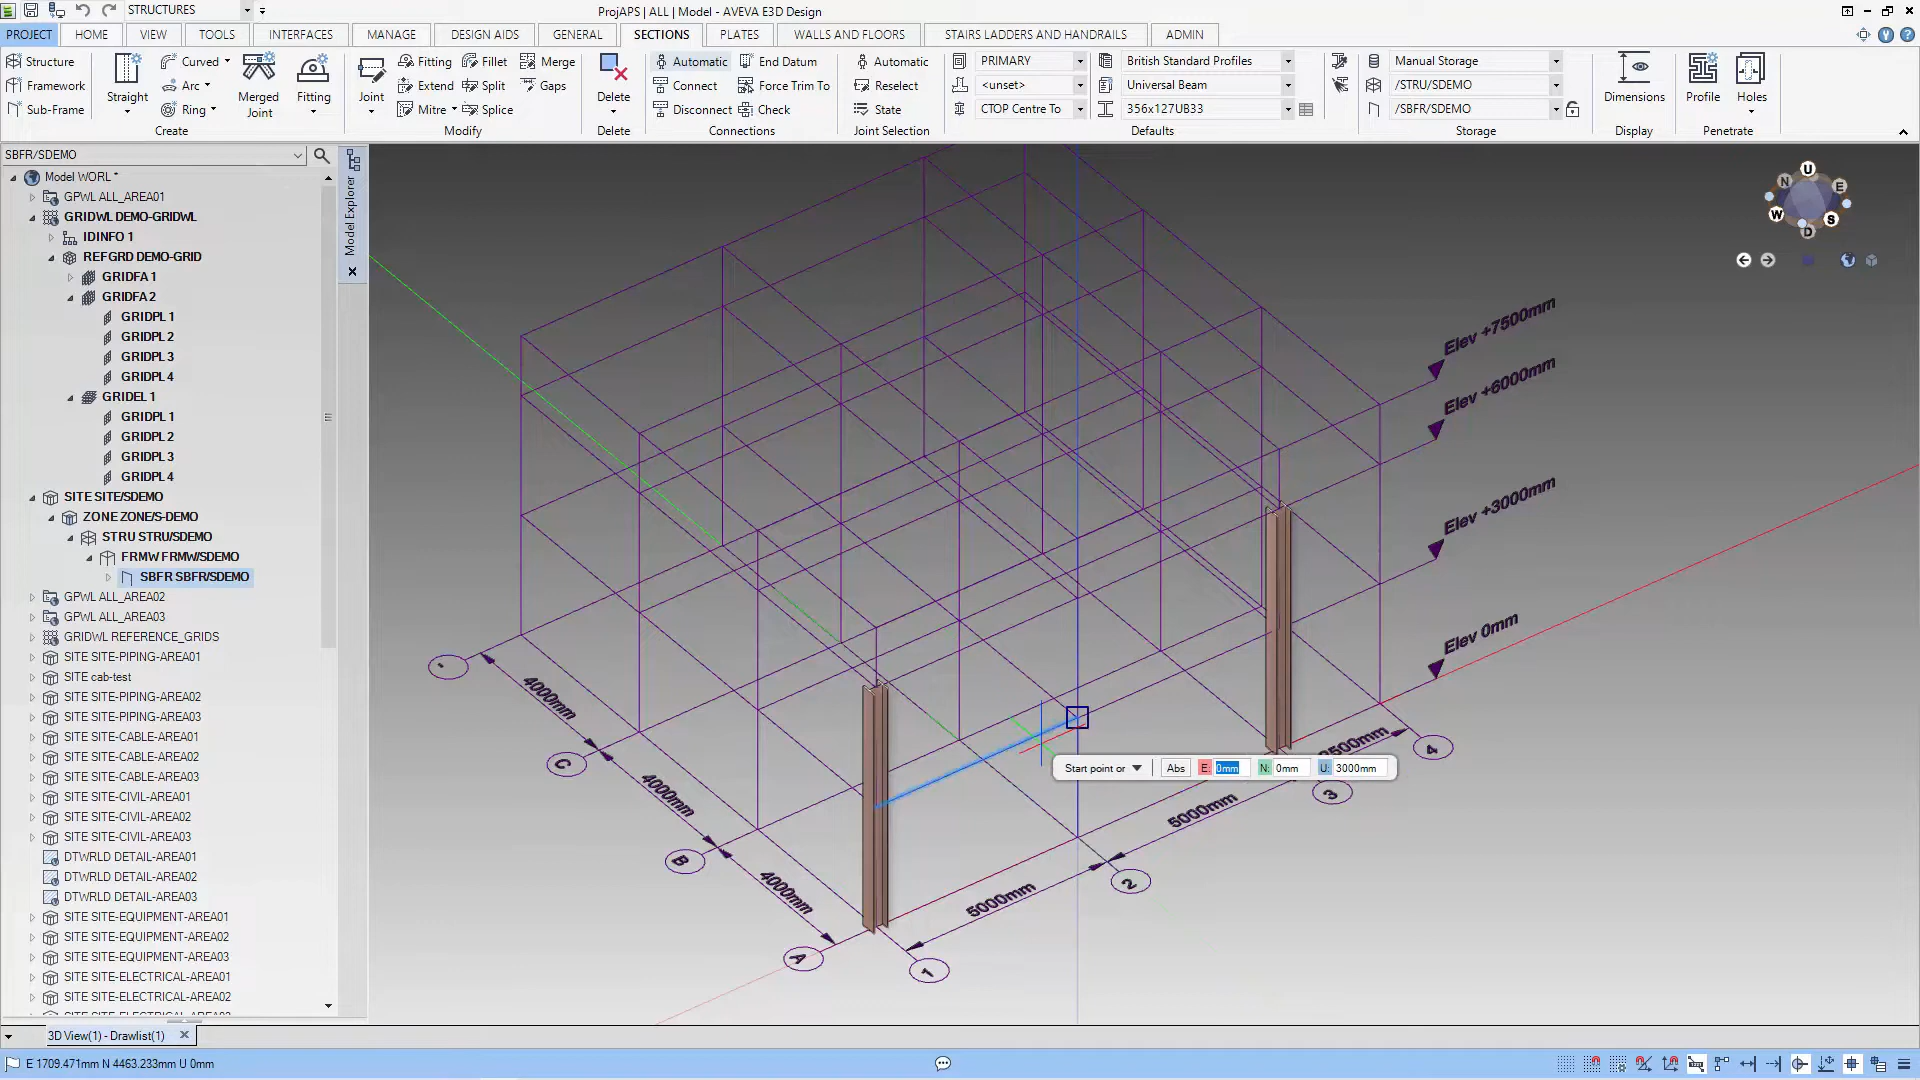 STRUCTURES
ProjAPS | ALL | Model - AVEVA E3D Design
PROJECT HOME VIEW TOOLS INTERFACES MANAGE DESIGN AIDS GENERAL SECTIONS PLATES WALLS AND FLOORS STAIRS LADDERS AND HANDRAILS ADMIN
Structure Curved Fitting Fillet Merge Automatic End Datum Automatic PRIMARY British Standard Profiles Manual Storage
Framework Arc Extend Split Gaps Connect Force Trim To Reselect <unset> Universal Beam /STRU/SDEMO
Sub-Frame Straight Ring Merged Joint Fitting Joint Mitre Splice Delete Disconnect Check State CTOP Centre To 356x127UB33 /SBFR/SDEMO Dimensions Profile Holes
Create Modify Delete Connections Joint Selection Defaults Storage Display Penetrate
SBFR/SDEMO
Model Explorer
Model WORL *
GPWL ALL_AREA01
GRIDWL DEMO-GRIDWL
IDINFO 1
REFGRD DEMO-GRID
GRIDFA 1
GRIDFA 2
GRIDPL 1
GRIDPL 2
GRIDPL 3
GRIDPL 4
GRIDEL 1
GRIDPL 1
GRIDPL 2
GRIDPL 3
GRIDPL 4
SITE SITE/SDEMO
ZONE ZONE/S-DEMO
STRU STRU/SDEMO
FRMW FRMW/SDEMO
SBFR SBFR/SDEMO
GPWL ALL_AREA02
GPWL ALL_AREA03
GRIDWL REFERENCE_GRIDS
SITE SITE-PIPING-AREA01
SITE cab-test
SITE SITE-PIPING-AREA02
SITE SITE-PIPING-AREA03
SITE SITE-CABLE-AREA01
SITE SITE-CABLE-AREA02
SITE SITE-CABLE-AREA03
SITE SITE-CIVIL-AREA01
SITE SITE-CIVIL-AREA02
SITE SITE-CIVIL-AREA03
DTWRLD DETAIL-AREA01
DTWRLD DETAIL-AREA02
DTWRLD DETAIL-AREA03
SITE SITE-EQUIPMENT-AREA01
SITE SITE-EQUIPMENT-AREA02
SITE SITE-EQUIPMENT-AREA03
SITE SITE-ELECTRICAL-AREA01
SITE SITE-ELECTRICAL-AREA02
U
N E
W S
D
Elev +7500mm
Elev +6000mm
Elev +3000mm
Elev 0mm
4000mm
C
4000mm
B
4000mm
A
1
5000mm
2
5000mm
3
4
Start point or Abs E: 0mm N: 0mm U: 3000mm
3D View(1) - Drawlist(1)
E 1709.471mm N 4463.233mm U 0mm